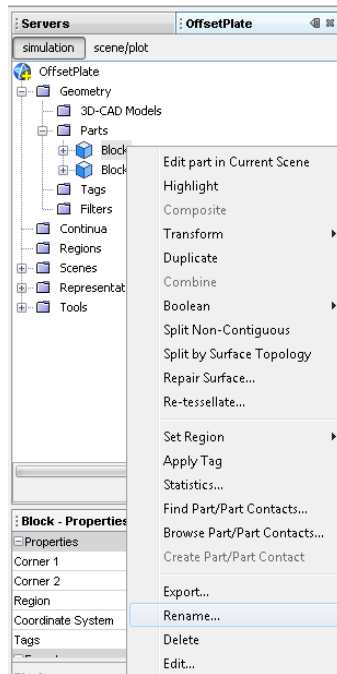 Servers
OffsetPlate
simulation scene/plot
OffsetPlate
Geometry
3D-CAD Models
Parts
Block
Block
Tags
Filters
Continua
Regions
Scenes
Representat
Tools
Edit part in Current Scene
Highlight
Composite
Transform
Duplicate
Combine
Boolean
Split Non-Contiguous
Split by Surface Topology
Repair Surface...
Re-tessellate...
Set Region
Apply Tag
Statistics...
Find Part/Part Contacts...
Browse Part/Part Contacts...
Create Part/Part Contact
Export...
Rename...
Delete
Edit...
Block - Properties
Properties
Corner 1
Corner 2
Region
Coordinate System
Tags